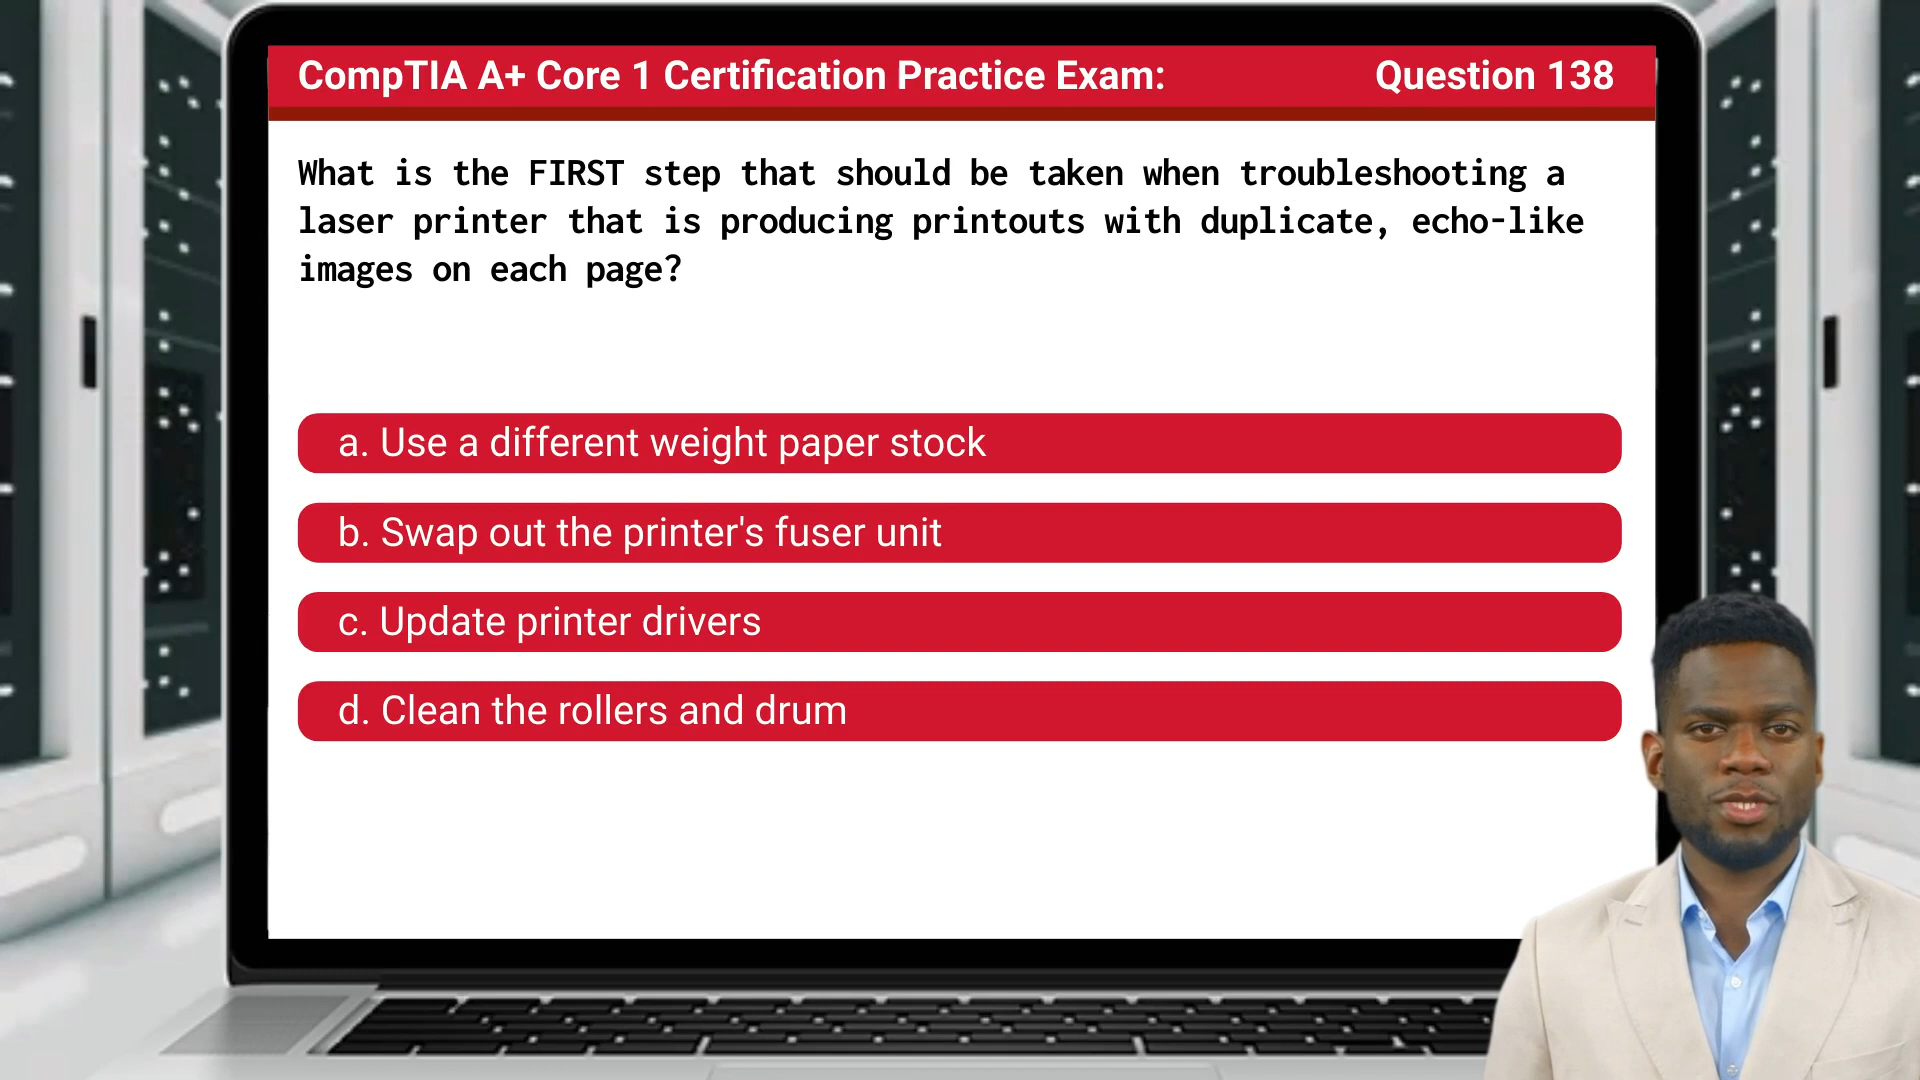 CompTIA A+ Core 1 Certification Practice Exam: Question 138
What is the FIRST step that should be taken when troubleshooting a
laser printer that is producing printouts with duplicate, echo-like
images on each page?
a. Use a different weight paper stock
b. Swap out the printer's fuser unit
c. Update printer drivers
d. Clean the rollers and drum